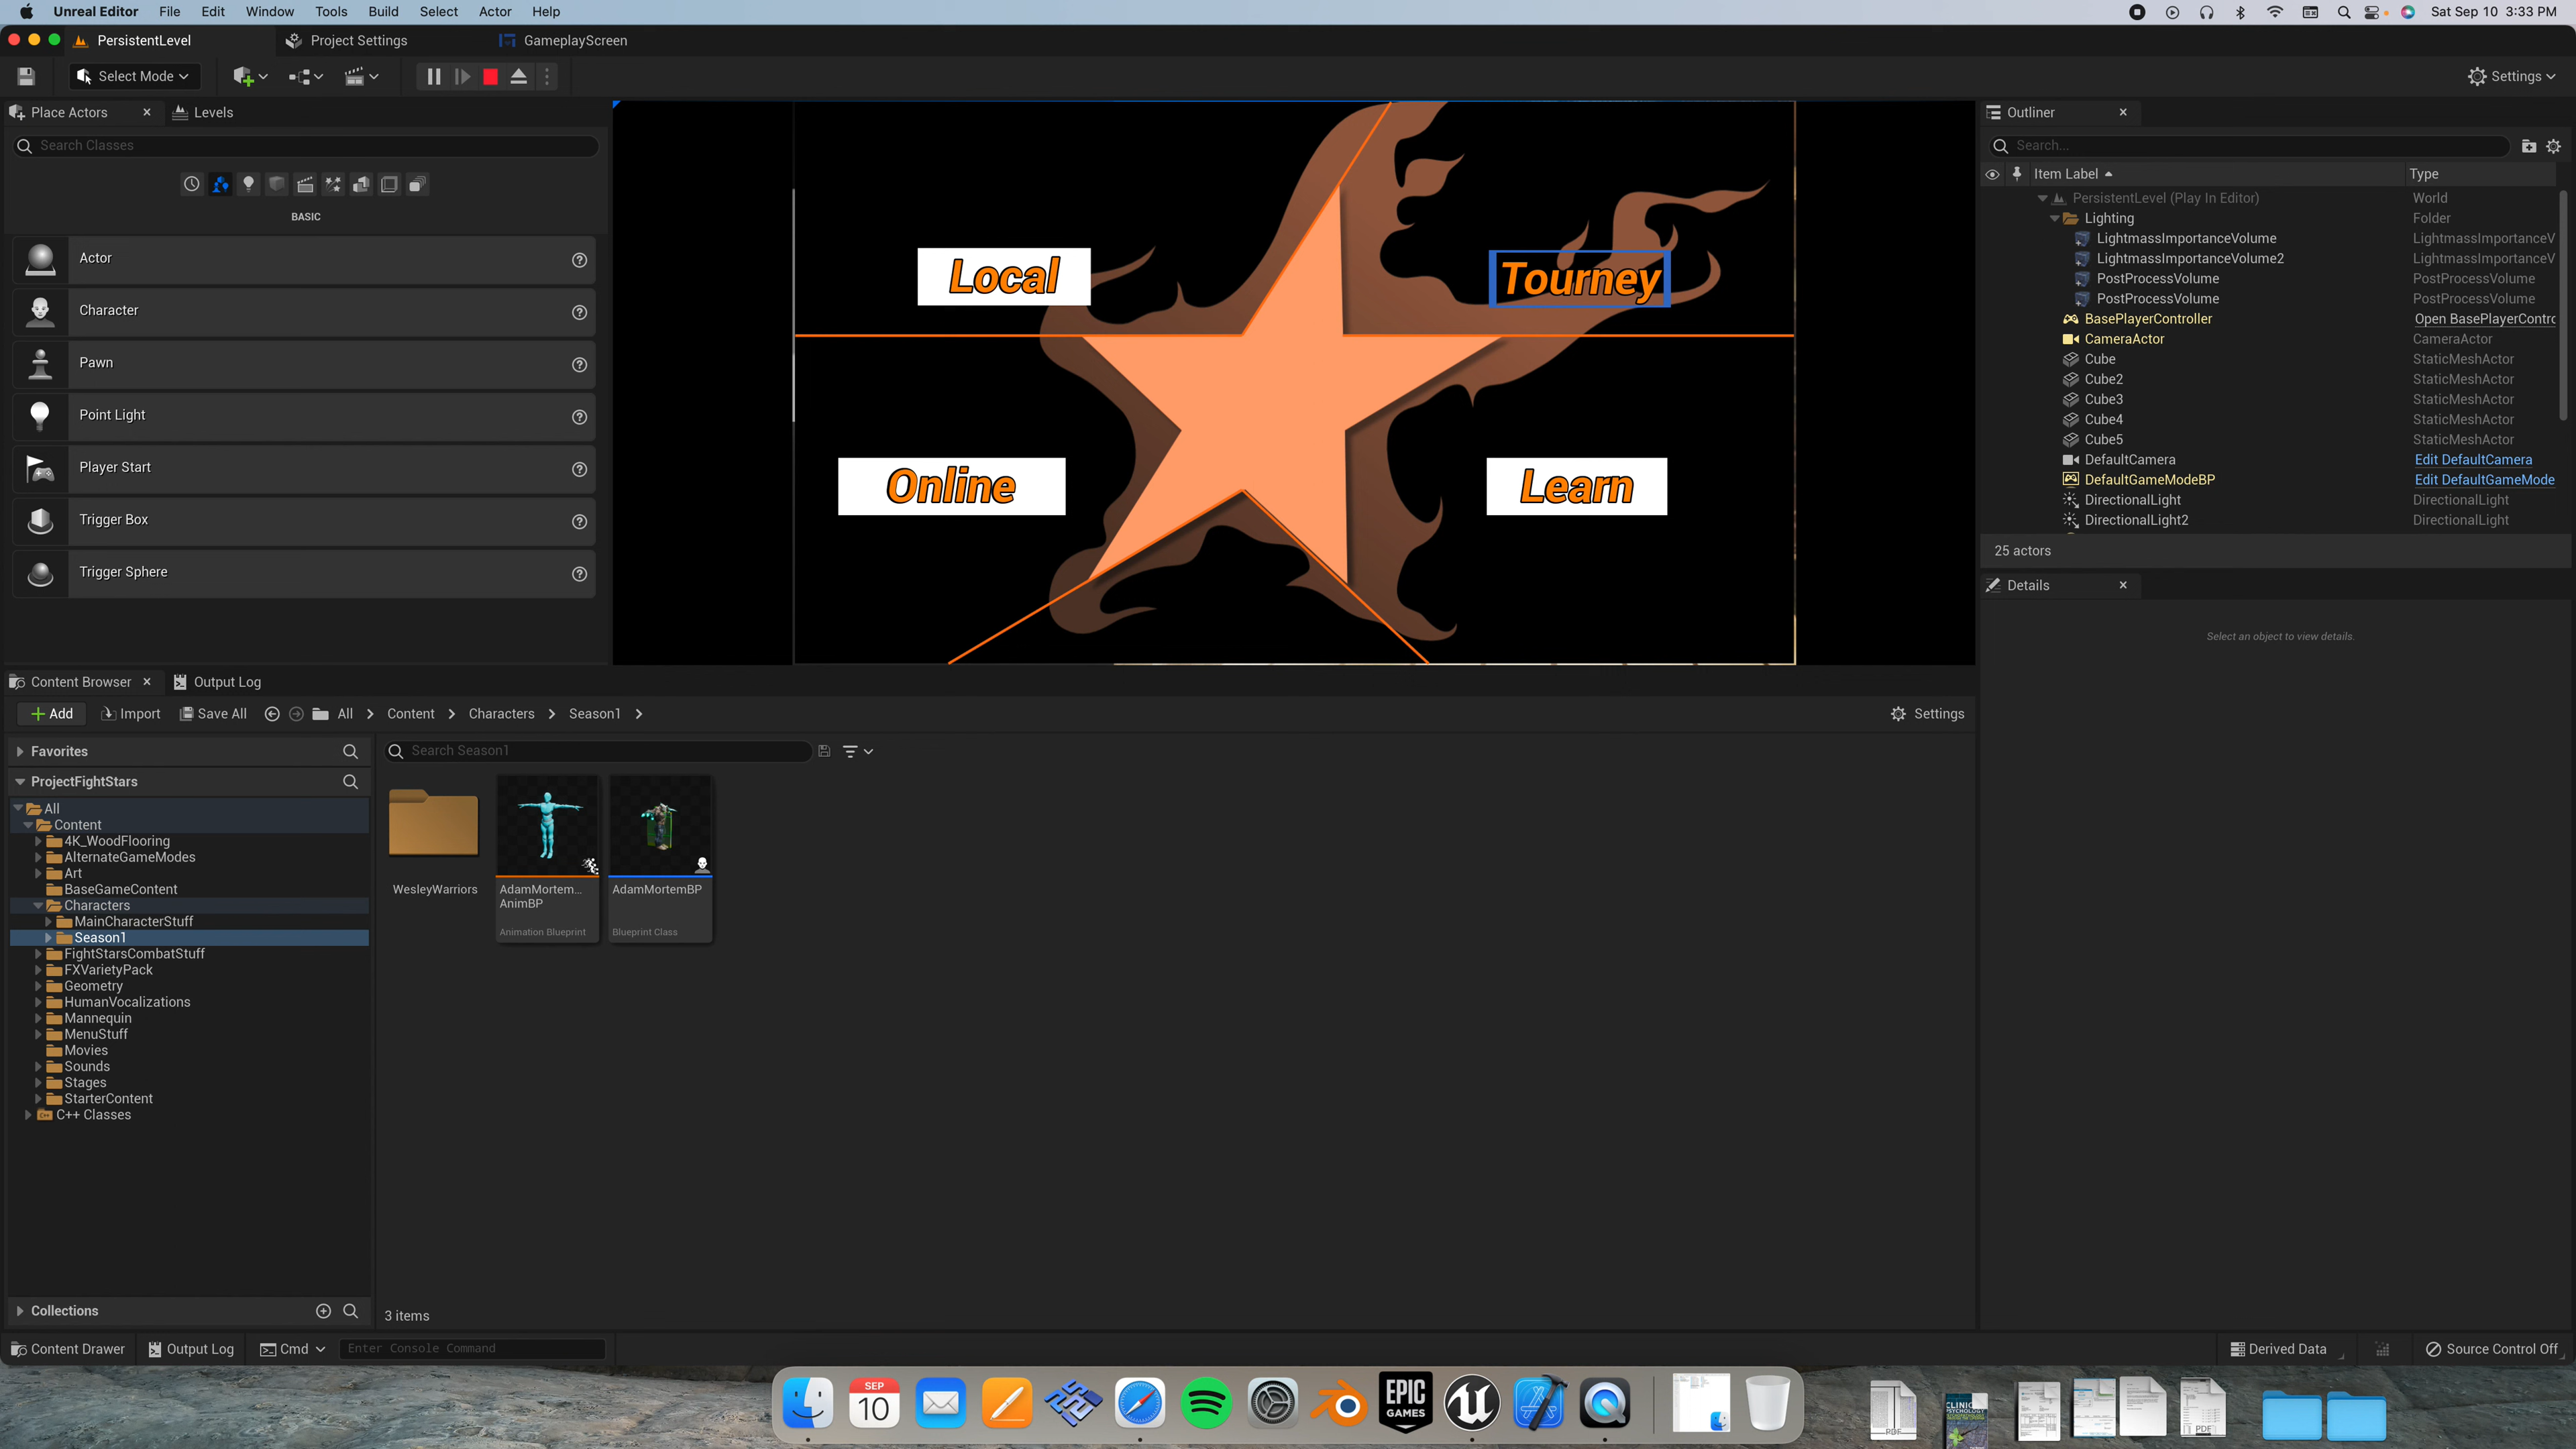 Unreal Editor File Edit Window Tools Build Select Actor Help Sat Sep 10 3:33 PM
PersistentLevel Project Settings GameplayScreen
Select Mode Settings
Place Actors Levels
Search Classes
BASIC
Actor
Character
Pawn
Point Light
Player Start
Trigger Box
Trigger Sphere
Local Tourney
Online Learn
Outliner
Search...
Item Label Type
PersistentLevel (Play In Editor) World
Lighting Folder
LightmassImportanceVolume LightmassImportanceV
LightmassImportanceVolume2 LightmassImportanceV
PostProcessVolume PostProcessVolume
PostProcessVolume PostProcessVolume
BasePlayerController Open BasePlayerContro
CameraActor CameraActor
Cube StaticMeshActor
Cube2 StaticMeshActor
Cube3 StaticMeshActor
Cube4 StaticMeshActor
Cube5 StaticMeshActor
DefaultCamera Edit DefaultCamera
DefaultGameModeBP Edit DefaultGameMode
DirectionalLight DirectionalLight
DirectionalLight2 DirectionalLight
25 actors
Details
Select an object to view details.
Content Browser Output Log
Add Import Save All All Content Characters Season1 Settings
Favorites
ProjectFightStars
All
Content
4K_WoodFlooring
AlternateGameModes
Art
BaseGameContent
Characters
MainCharacterStuff
Season1
FightStarsCombatStuff
FXVarietyPack
Geometry
HumanVocalizations
Mannequin
MenuStuff
Movies
Sounds
Stages
StarterContent
C++ Classes
Collections
Search Season1
WesleyWarriors
AdamMortem...
AnimBP
Animation Blueprint
AdamMortemBP
Blueprint Class
3 items
Content Drawer Output Log Cmd Enter Console Command Derived Data Source Control Off
SEP
10
EPIC
GAMES
PDF
CLINICAL
PSYCHOLOGY
PDF